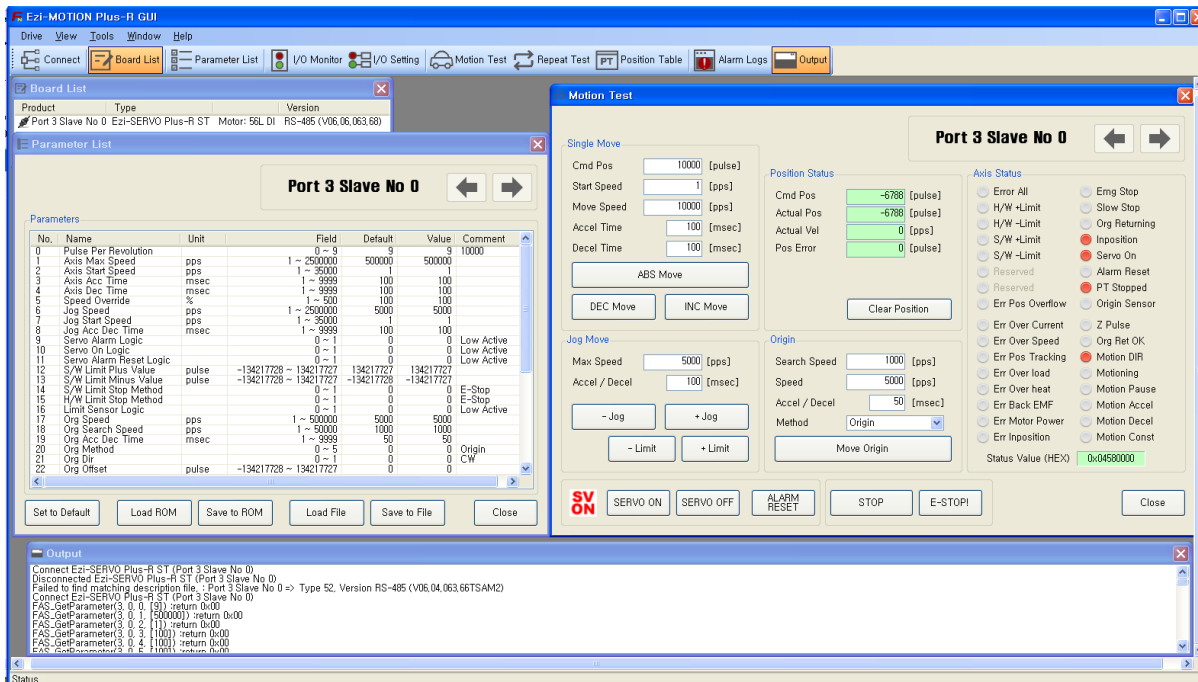 Ezi-MOTION Plus-R GUI
Drive View Tools Window Help
Connect Board List Parameter List I/O Monitor I/O Setting Motion Test Repeat Test PT Position Table Alarm Logs Output
Board List
Product Type Version
Port 3 Slave No 0 Ezi-SERVO Plus-R ST Motor: 56L DI RS-485 (V06,06,063,68)
Parameter List
Port 3 Slave No 0
Parameters
No, Name Unit Field Default Value Comment
0 Pulse Per Revolution 0 ~ 9 9 9 10000
1 Axis Max Speed pps 1 ~ 2500000 500000 500000
2 Axis Start Speed pps 1 ~ 35000 1 1
3 Axis Acc Time msec 1 ~ 9999 100 100
4 Axis Dec Time msec 1 ~ 9999 100 100
5 Speed Override % 1 ~ 500 100 100
6 Jog Speed pps 1 ~ 2500000 5000 5000
7 Jog Start Speed pps 1 ~ 35000 1 1
8 Jog Acc Dec Time msec 1 ~ 9999 100 100
9 Servo Alarm Logic 0 ~ 1 0 0 Low Active
10 Servo On Logic 0 ~ 1 0 0 Low Active
11 Servo Alarm Reset Logic 0 ~ 1 0 0 Low Active
12 S/W Limit Plus Value pulse -134217728 ~ 134217727 134217727 134217727
13 S/W Limit Minus Value pulse -134217728 ~ 134217727 -134217728 -134217727
14 S/W Limit Stop Method 0 ~ 1 0 0 E-Stop
15 H/W Limit Stop Method 0 ~ 1 0 0 E-Stop
16 Limit Sensor Logic 0 ~ 1 0 0 Low Active
17 Org Speed pps 1 ~ 500000 5000 5000
18 Org Search Speed pps 1 ~ 50000 1000 1000
19 Org Acc Dec Time msec 1 ~ 9999 50 50
20 Org Method 0 ~ 5 0 0 Origin
21 Org Dir 0 ~ 1 0 0 CW
22 Org Offset pulse -134217728 ~ 134217727 0 0
Set to Default Load ROM Save to ROM Load File Save to File Close
Motion Test
Port 3 Slave No 0
Single Move
Cmd Pos 10000 [pulse]
Start Speed 1 [pps]
Move Speed 10000 [pps]
Accel Time 100 [msec]
Decel Time 100 [msec]
ABS Move
DEC Move INC Move
Position Status
Cmd Pos -6788 [pulse]
Actual Pos -6788 [pulse]
Actual Vel 0 [pps]
Pos Error 0 [pulse]
Clear Position
Jog Move
Max Speed 5000 [pps]
Accel / Decel 100 [msec]
- Jog + Jog
- Limit + Limit
Origin
Search Speed 1000 [pps]
Speed 5000 [pps]
Accel / Decel 50 [msec]
Method Origin
Move Origin
Axis Status
Error All Emg Stop
H/W +Limit Slow Stop
H/W -Limit Org Returning
S/W +Limit Inposition
S/W -Limit Servo On
Reserved Alarm Reset
Reserved PT Stopped
Err Pos Overflow Origin Sensor
Err Over Current Z Pulse
Err Over Speed Org Ret OK
Err Pos Tracking Motion DIR
Err Over load Motioning
Err Over heat Motion Pause
Err Back EMF Motion Accel
Err Motor Power Motion Decel
Err Inposition Motion Const
Status Value (HEX) 0x04580000
SV ON SERVO ON SERVO OFF ALARM RESET STOP E-STOP! Close
Output
Connect Ezi-SERVO Plus-R ST (Port 3 Slave No 0)
Disconnected Ezi-SERVO Plus-R ST (Port 3 Slave No 0)
Failed to find matching description file, : Port 3 Slave No 0 => Type 52, Version RS-485 (V06,04,063,66TSAM2)
Connect Ezi-SERVO Plus-R ST (Port 3 Slave No 0)
FAS_GetParameter(3, 0, 0, [9]) :return 0x00
FAS_GetParameter(3, 0, 1, [500000]) :return 0x00
FAS_GetParameter(3, 0, 2, [1]) :return 0x00
FAS_GetParameter(3, 0, 3, [100]) :return 0x00
FAS_GetParameter(3, 0, 4, [100]) :return 0x00
FAS_GetParameter(3, 0, 5, [100]) :return 0x00
Status